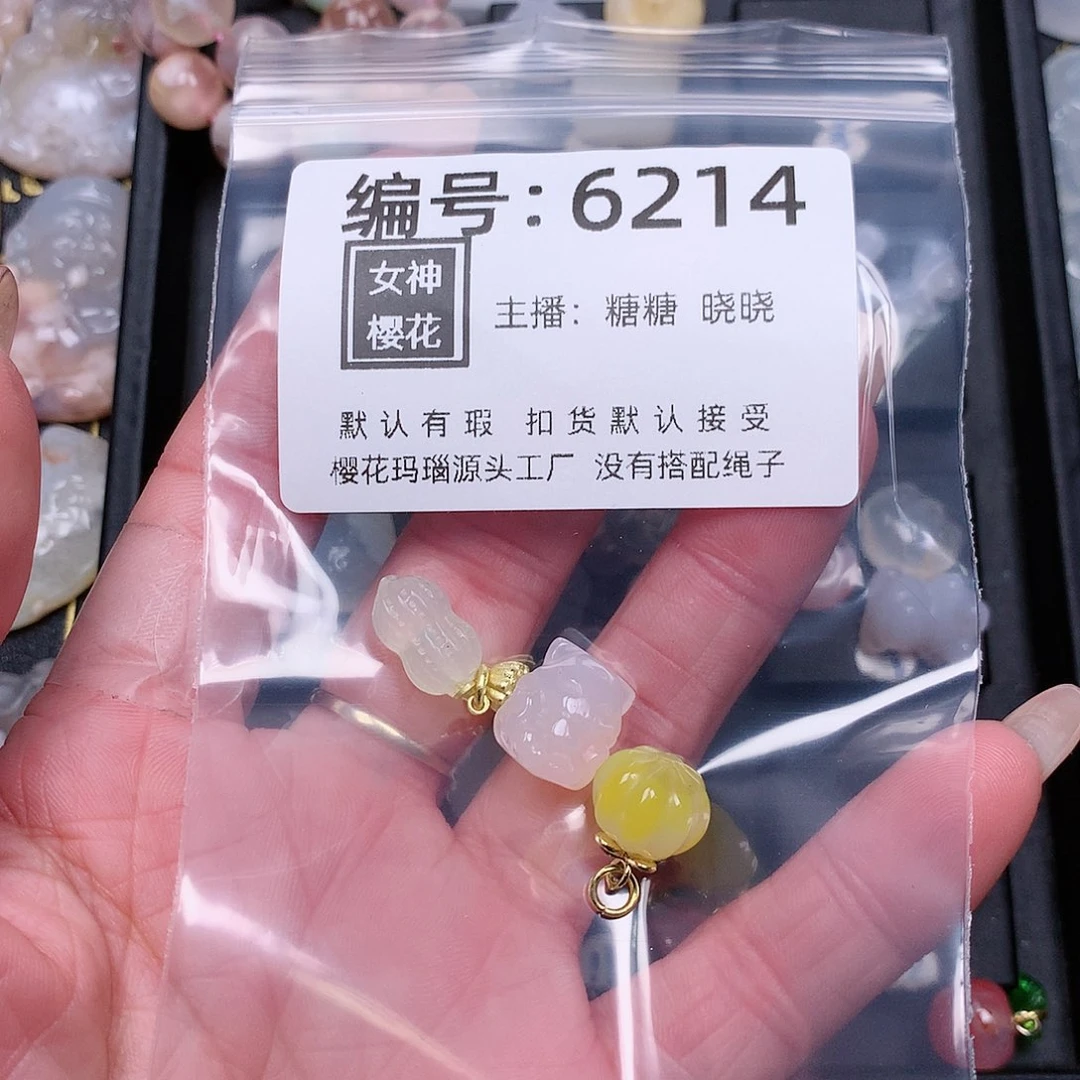 编号:6214
女神
樱花
主播: 糖糖 晓晓
默认有瑕 扣货默认接受
樱花玛瑙源头工厂 没有搭配绳子